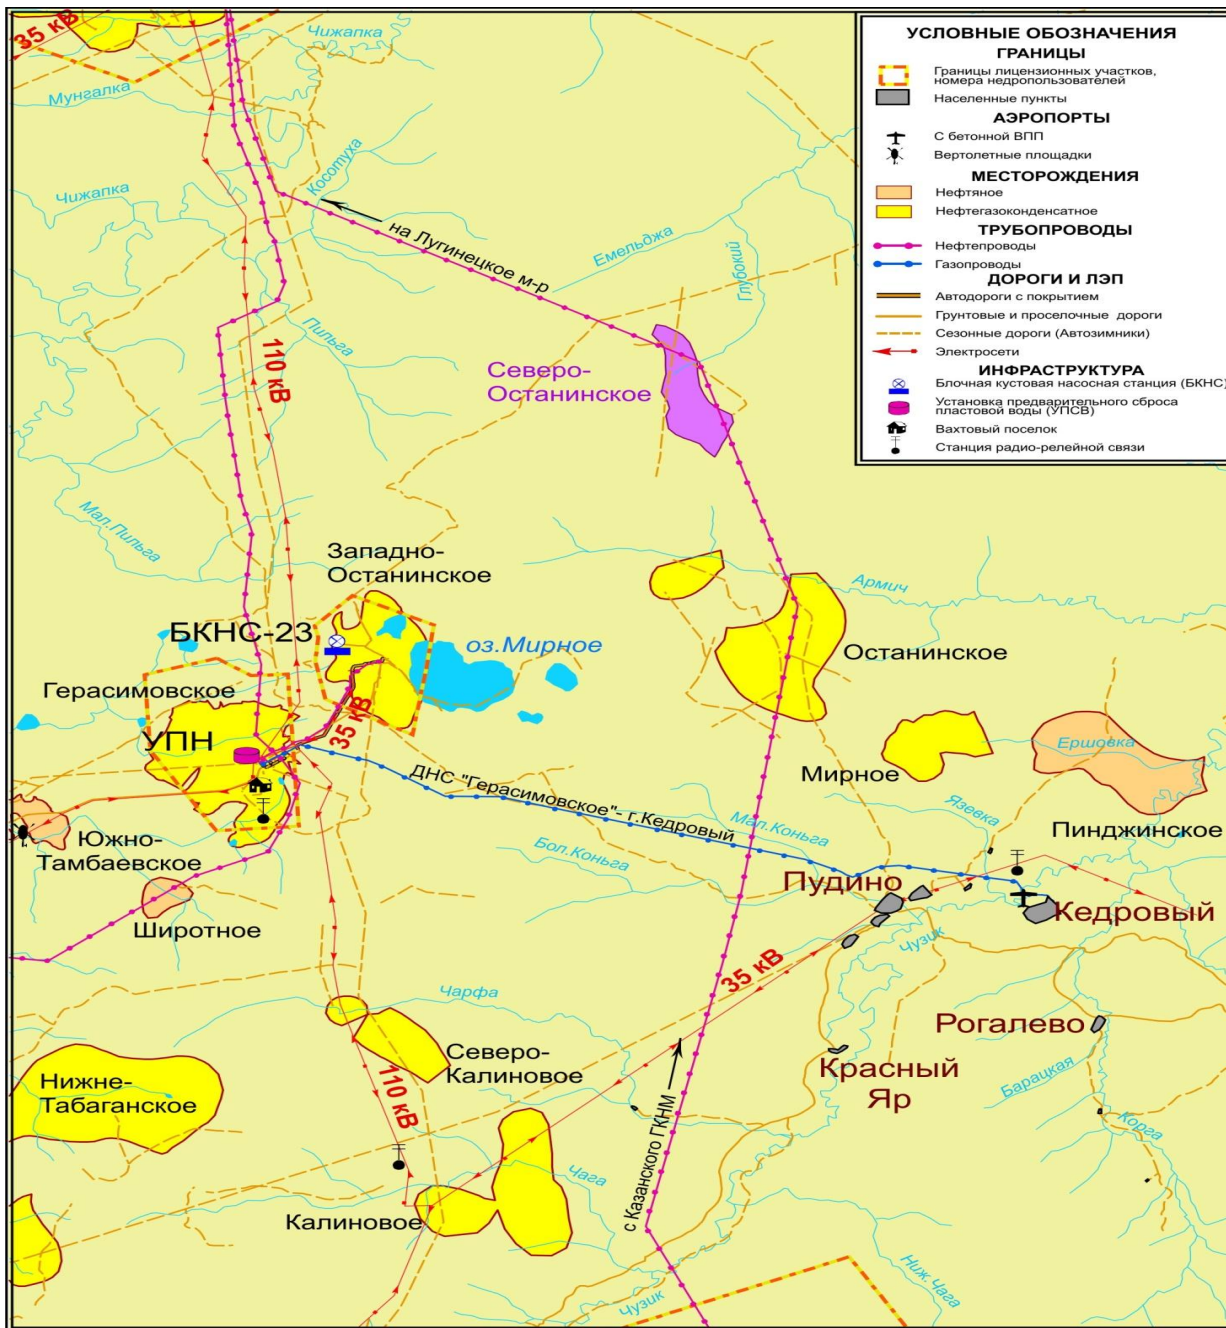 35 кВ
Чижапка
Мунгалка
Косотуха
Чижапка
на Лугинецкое м-р
Емельджа
Глубокий
УСЛОВНЫЕ ОБОЗНАЧЕНИЯ
ГРАНИЦЫ
Границы лицензионных участков,
номера недропользователей
Населенные пункты
АЭРОПОРТЫ
С бетонной ВПП
Вертолетные площадки
МЕСТОРОЖДЕНИЯ
Нефтяное
Нефтегазоконденсатное
ТРУБОПРОВОДЫ
Нефтепроводы
Газопроводы
ДОРОГИ И ЛЭП
Автодороги с покрытием
Грунтовые и проселочные дороги
Сезонные дороги (Автозимники)
Электросети
ИНФРАСТРУКТУРА
Блочная кустовая насосная станция (БКНС)
Установка предварительного сброса
пластовой воды (УПСВ)
Вахтовый поселок
Станция радио-релейной связи
Пильга
110 кВ
Северо-
Останинское
Мал.Пильга
Западно-
Останинское
Армич
БКНС-23
оз.Мирное
Останинское
Герасимовское
УПН
35 кВ
Ершовка
Мирное
ДНС "Герасимовское"- г.Кедровый
Мал.Коньга
Язевка
Пинджинское
Южно-
Тамбаевское
Бол.Коньга
Пудино
Кедровый
Широтное
Чузик
35 кВ
Чарфа
Рогалево
Северо-
Калиновое
Красный
Яр
Барацкая
Нижне-
Табаганское
110 кВ
Корга
с Казанского ГКНМ
Чага
Калиновое
Чузик
Ниж.Чага